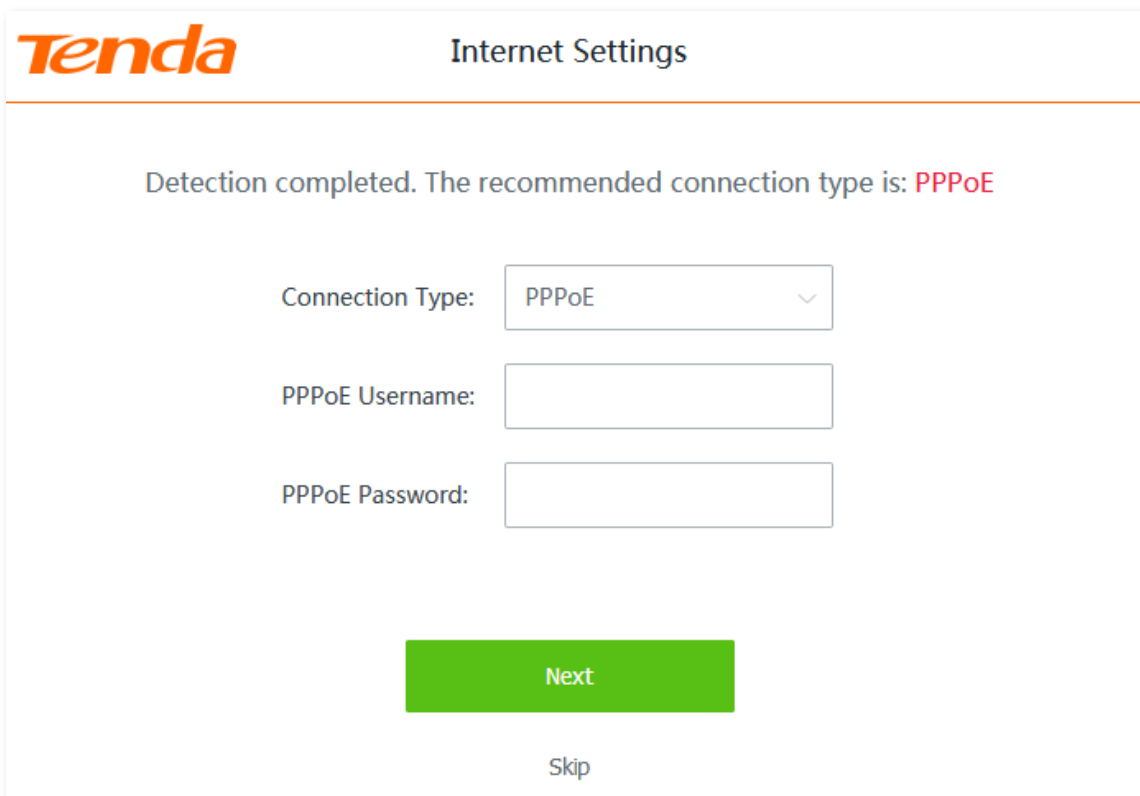 Tenda
Internet Settings
Detection completed. The recommended connection type is: PPPoE
Connection Type: PPPoE
PPPoE Username:
PPPoE Password:
Next
Skip